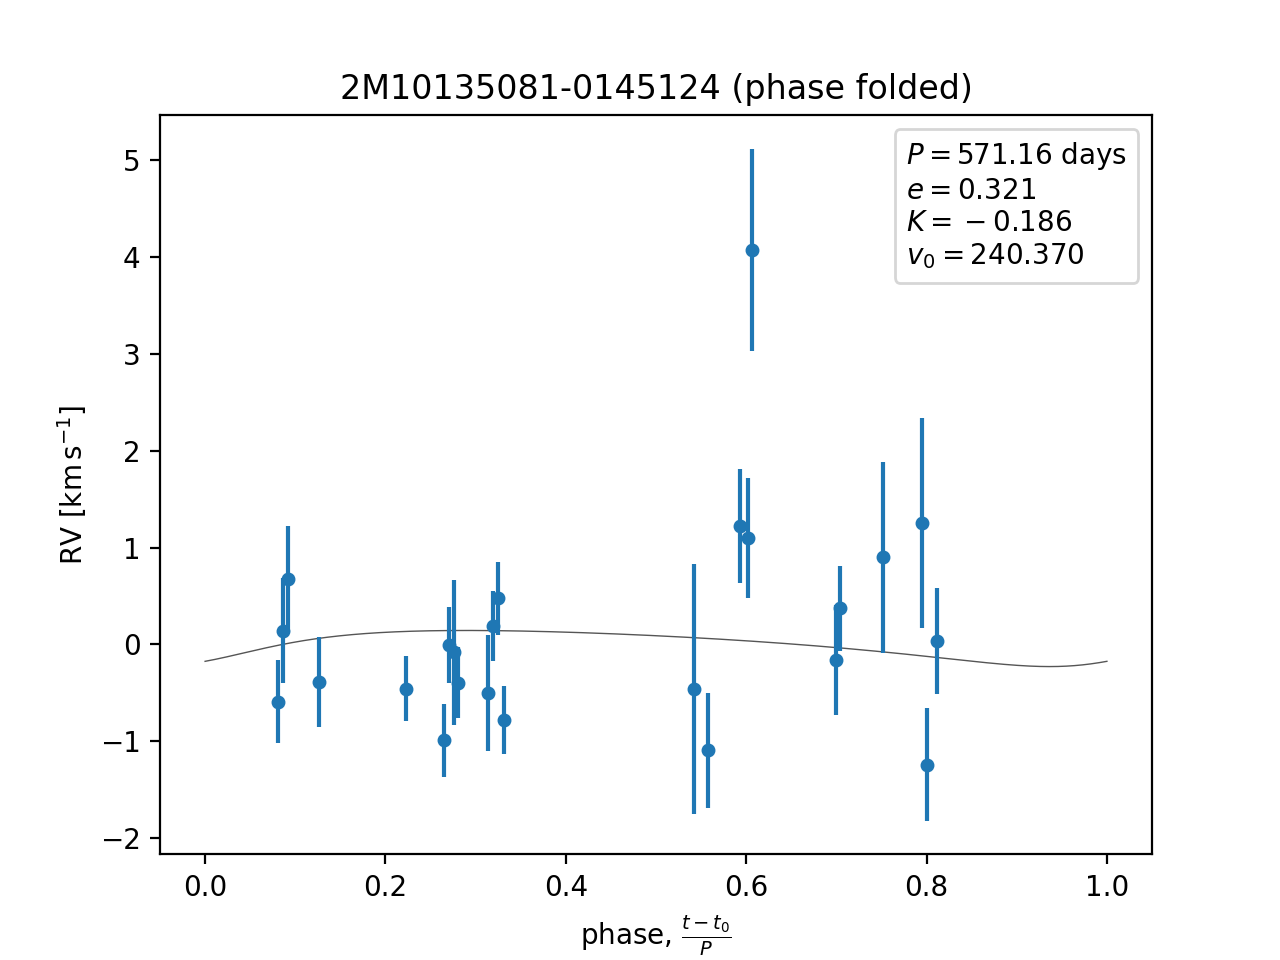 2M10135081-0145124 (phase folded)
P = 571.16 days
e = 0.321
K = −0.186
v₀ = 240.370
5
4
3
2
1
0
−1
−2
RV [km s⁻¹]
0.0 0.2 0.4 0.6 0.8 1.0
phase, (t − t₀)/P